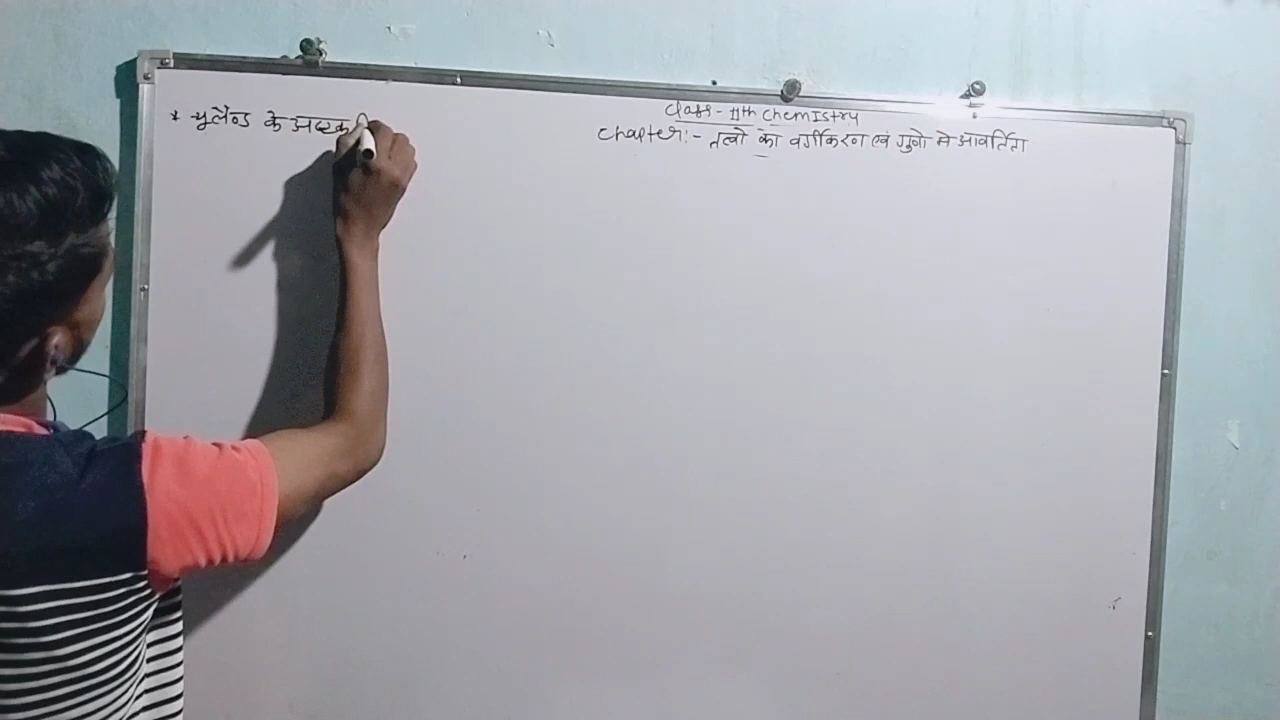 Class - 11th ChemIstry
Chapter :- तत्वो का वर्गीकरण एवं गुणो मे आवर्तिता
* न्यूलैन्ड के अष्टक